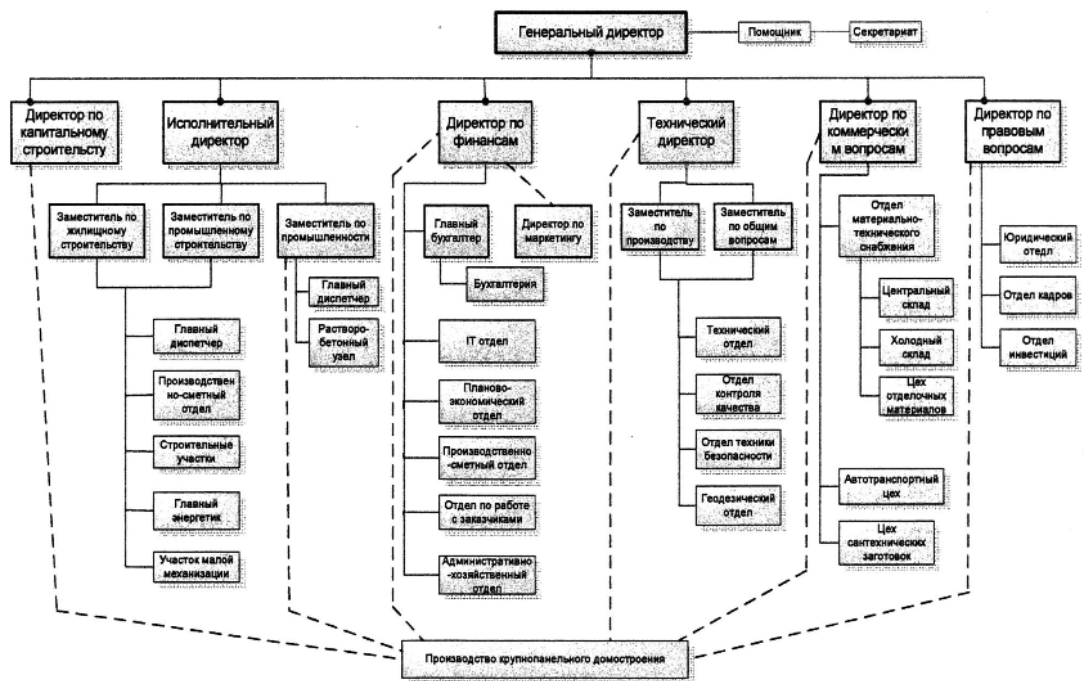 Генеральный директор
Помощник
Секретариат
Директор по
капитальному
строительсту
Исполнительный
директор
Директор по
финансам
Технический
директор
Директор по
коммерчески
м вопросам
Директор по
правовым
вопросам
Заместитель по
жилищному
строительству
Заместитель по
промышленному
строительству
Заместитель по
промышленности
Главный
диспетчер
Растворо-
бетонный
узел
Главный
диспетчер
Производствен
но-сметный
отдел
Строительные
участки
Главный
энергетик
Участок малой
механизации
Главный
бухгалтер
Директор по
маркетингу
Бухгалтерия
IT отдел
Планово-
экономический
отдел
Производственно
-сметный отдел
Отдел по работе
с заказчиками
Административно
-хозяйственный
отдел
Заместитель
по
производству
Заместитель
по общим
вопросам
Технический
отдел
Отдел
контроля
качества
Отдел техники
безопасности
Геодезический
отдел
Отдел
материально-
технического
снабжения
Центральный
склад
Холодный
склад
Цех
отделочных
материалов
Автотранспортный
цех
Цех
сантехнических
заготовок
Юридический
отедл
Отдел кадров
Отдел
инвестиций
Производство крупнопанельного домостроения